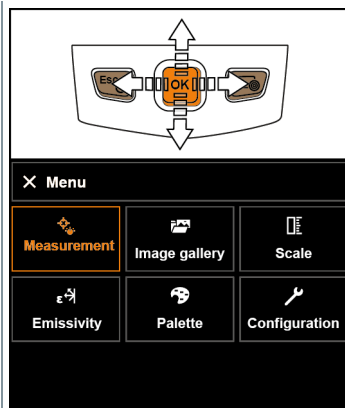 Esc OK
× Menu
Measurement Image gallery Scale
ε Emissivity Palette Configuration